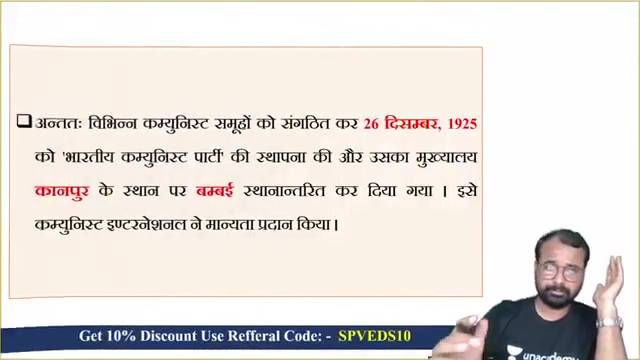 अन्ततः विभिन्न कम्युनिस्ट समूहों को संगठित कर 26 दिसम्बर, 1925
को 'भारतीय कम्युनिस्ट पार्टी' की स्थापना की और उसका मुख्यालय
कानपुर के स्थान पर बम्बई स्थानान्तरित कर दिया गया । इसे
कम्युनिस्ट इण्टरनेशनल ने मान्यता प्रदान किया ।
Get 10% Discount Use Refferal Code: - SPVEDS10
unacademy